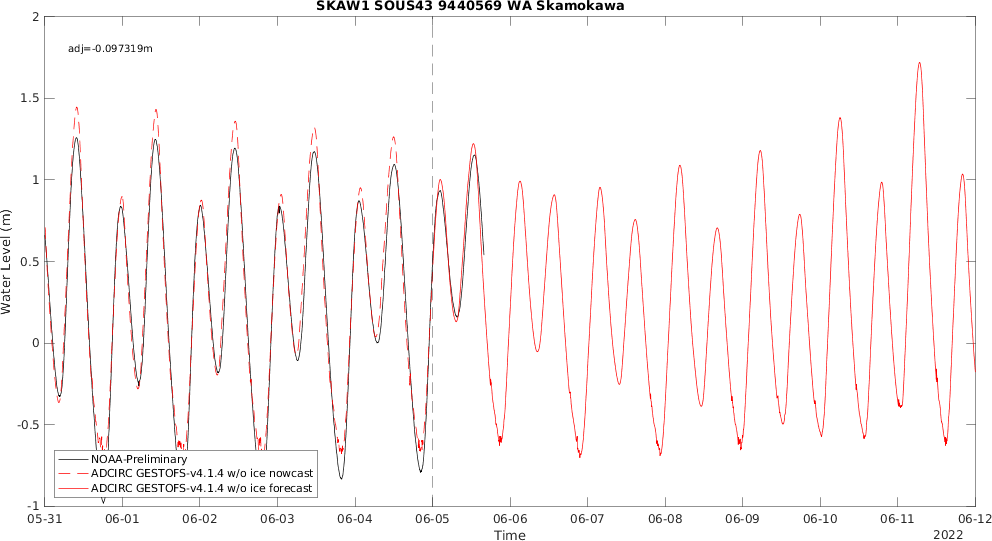 SKAW1 SOUS43 9440569 WA Skamokawa
adj=-0.097319m
Water Level (m)
2
1.5
1
0.5
0
-0.5
-1
NOAA-Preliminary
ADCIRC GESTOFS-v4.1.4 w/o ice nowcast
ADCIRC GESTOFS-v4.1.4 w/o ice forecast
05-31 06-01 06-02 06-03 06-04 06-05 06-06 06-07 06-08 06-09 06-10 06-11 06-12
Time
2022